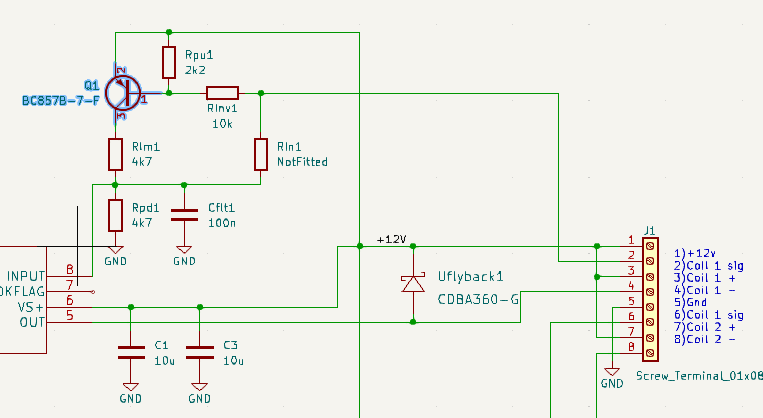 Rpu1
2k2
2
Q1
BC857B-7-F
1
3
RInv1
10k
Rlm1
4k7
RIn1
NotFitted
Rpd1
4k7
Cflt1
100n
GND
GND
+12V
J1
1
2
3
4
5
6
7
8
1)+12v
2)Coil 1 sig
3)Coil 1 +
4)Coil 1 -
5)Gnd
6)Coil 1 sig
7)Coil 2 +
8)Coil 2 -
Uflyback1
CDBA360-G
INPUT
8
OKFLAG
7
VS+
6
OUT
5
C1
10u
C3
10u
GND
GND
GND
Screw_Terminal_01x08